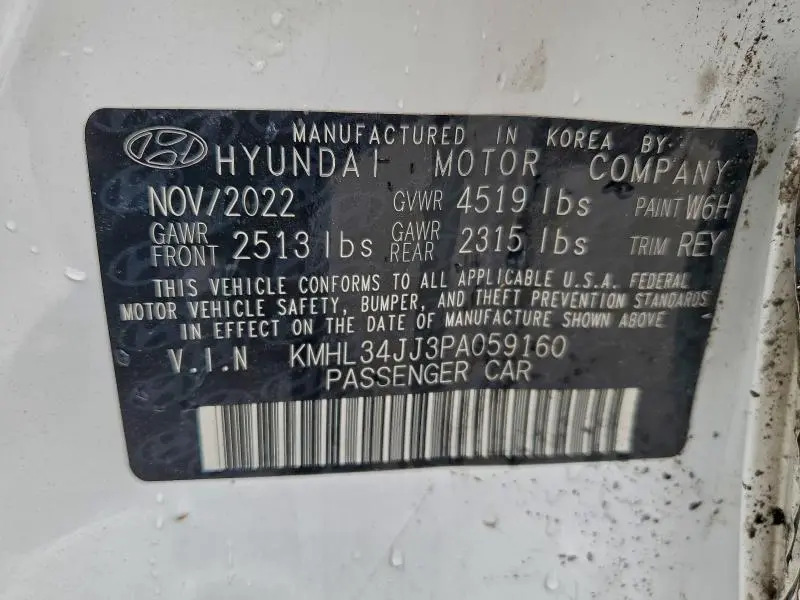 MANUFACTURED IN KOREA BY
HYUNDAI MOTOR COMPANY
NOV/2022 GVWR 4519 lbs PAINT W6H
GAWR FRONT 2513 lbs GAWR REAR 2315 lbs TRIM REY
THIS VEHICLE CONFORMS TO ALL APPLICABLE U.S.A. FEDERAL
MOTOR VEHICLE SAFETY, BUMPER, AND THEFT PREVENTION STANDARDS
IN EFFECT ON THE DATE OF MANUFACTURE SHOWN ABOVE
V.I.N KMHL34JJ3PA059160
PASSENGER CAR